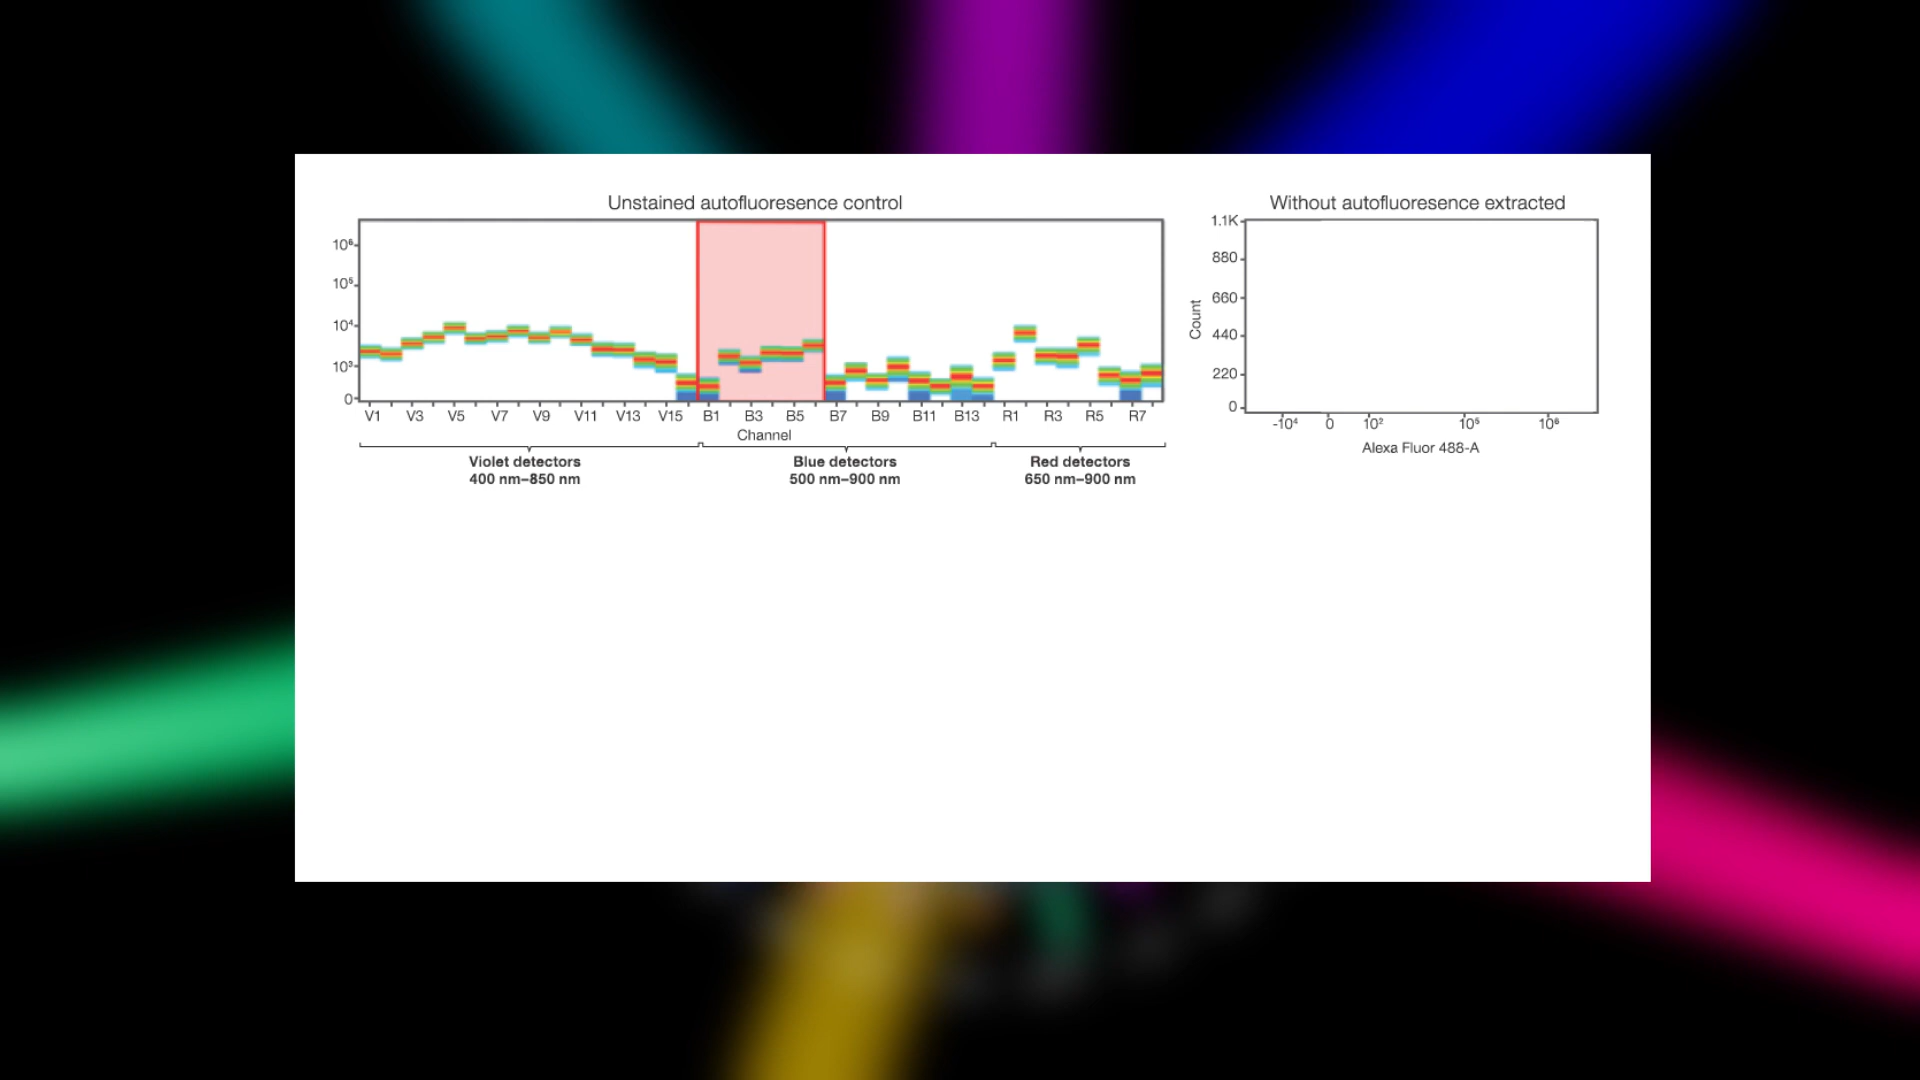 Unstained autofluoresence control
10⁶
10⁵
10⁴
10³
0
V1 V3 V5 V7 V9 V11 V13 V15 B1 B3 B5 B7 B9 B11 B13 R1 R3 R5 R7
Channel
Violet detectors
400 nm–850 nm
Blue detectors
500 nm–900 nm
Red detectors
650 nm–900 nm
Without autofluoresence extracted
Count
1.1K
880
660
440
220
0
-10⁴ 0 10² 10⁵ 10⁶
Alexa Fluor 488-A